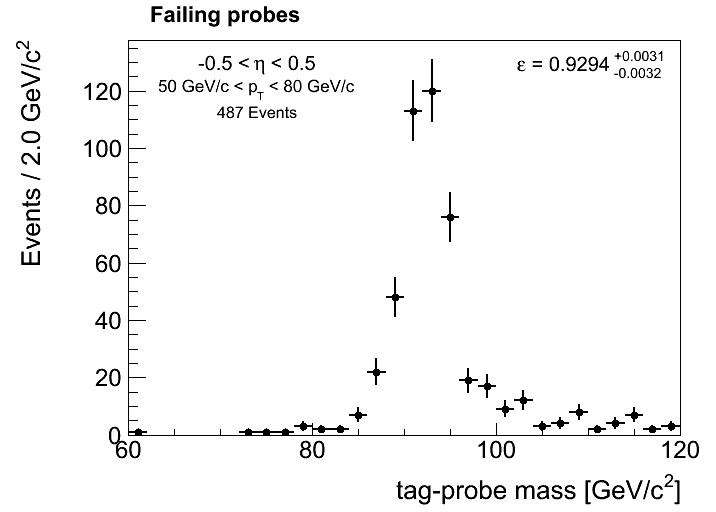 Failing probes
-0.5 < η < 0.5
50 GeV/c < p_T < 80 GeV/c
487 Events
ε = 0.9294 +0.0031 -0.0032
Events / 2.0 GeV/c²
120
100
80
60
40
20
0
60 80 100 120
tag-probe mass [GeV/c²]